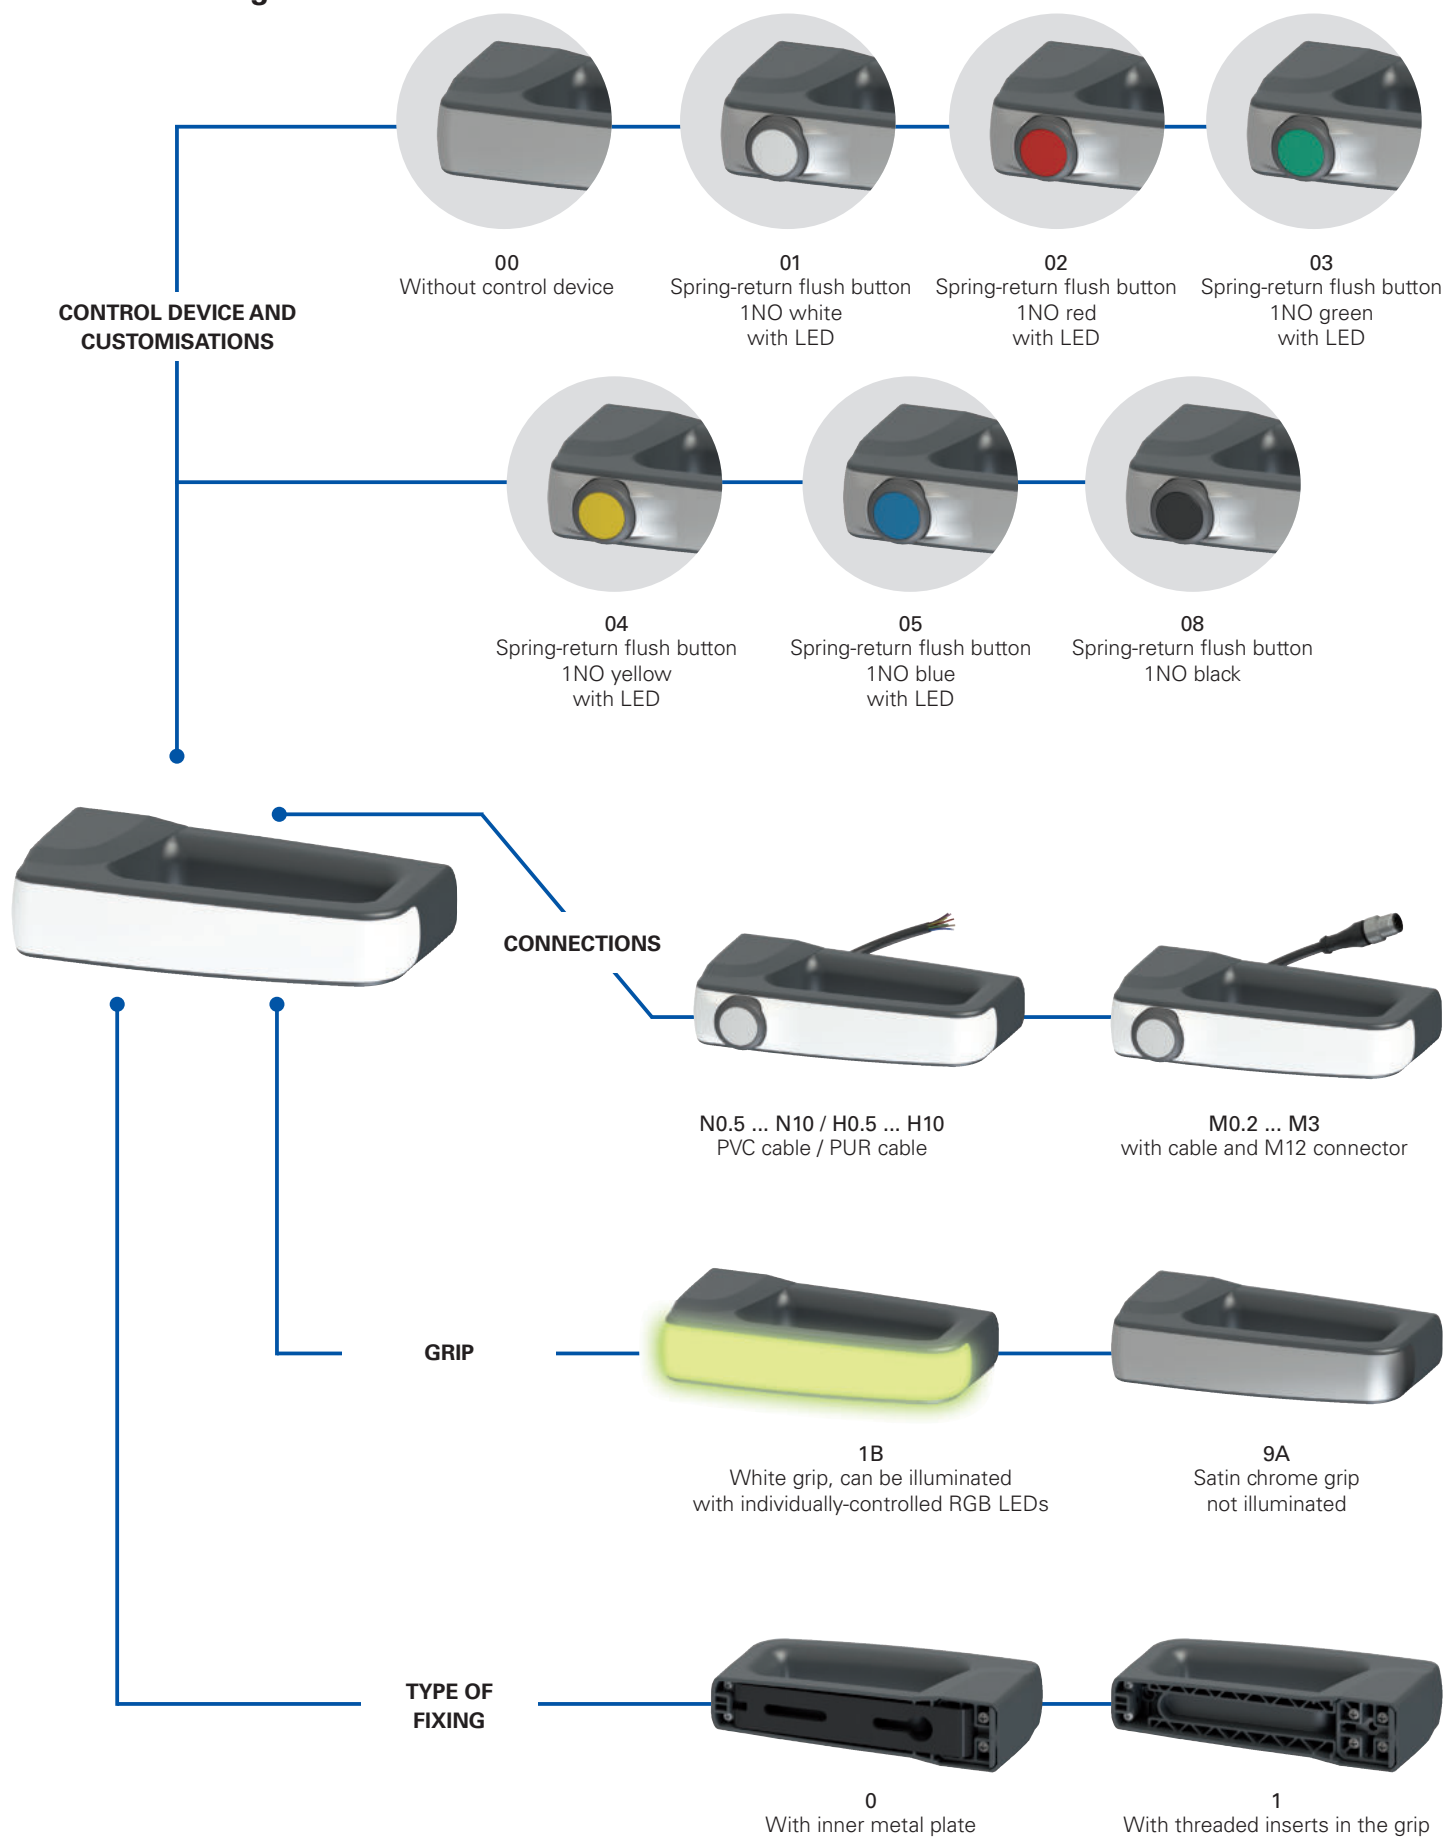 00
Without control device
01
Spring-return flush button
1NO white
with LED
02
Spring-return flush button
1NO red
with LED
03
Spring-return flush button
1NO green
with LED
CONTROL DEVICE AND
CUSTOMISATIONS
04
Spring-return flush button
1NO yellow
with LED
05
Spring-return flush button
1NO blue
with LED
08
Spring-return flush button
1NO black
CONNECTIONS
N0.5 ... N10 / H0.5 ... H10
PVC cable / PUR cable
M0.2 ... M3
with cable and M12 connector
GRIP
1B
White grip, can be illuminated
with individually-controlled RGB LEDs
9A
Satin chrome grip
not illuminated
TYPE OF
FIXING
0
With inner metal plate
1
With threaded inserts in the grip